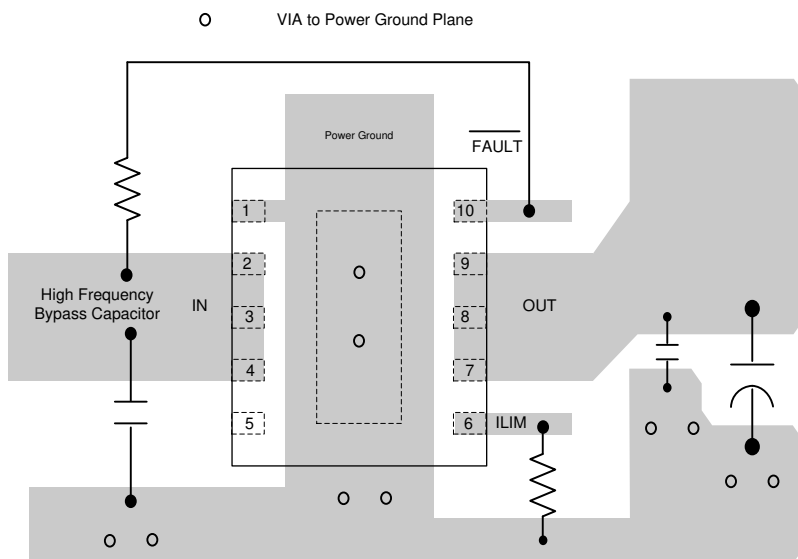 VIA to Power Ground Plane
Power Ground
FAULT
1
10
2
9
High Frequency
Bypass Capacitor
IN
3
8
OUT
4
7
5
6
ILIM